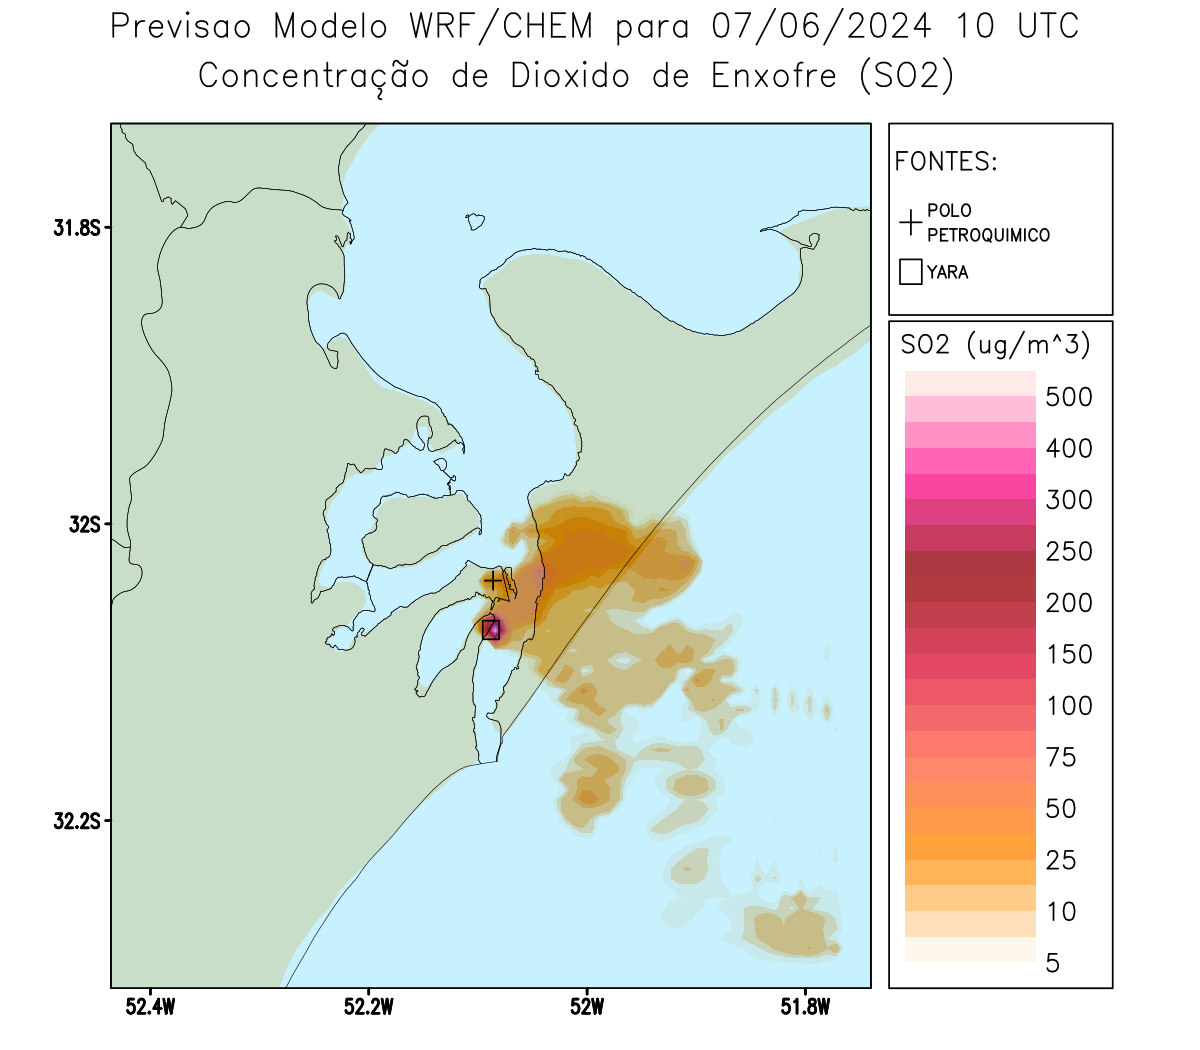 Previsao Modelo WRF/CHEM para 07/06/2024 10 UTC
Concentração de Dioxido de Enxofre (SO2)
FONTES:
POLO
PETROQUIMICO
YARA
31.8S
32S
32.2S
52.4W
52.2W
52W
51.8W
SO2 (ug/m^3)
500
400
300
250
200
150
100
75
50
25
10
5